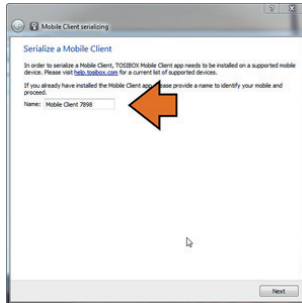 Mobile Client serializing
Serialize a Mobile Client
In order to serialize a Mobile Client, TOSIBOX Mobile Client app needs to be installed on a supported mobile
device. Please visit help.tosibox.com for a current list of supported devices.
If you already have installed the Mobile Client app, please provide a name to identify your mobile and
proceed.
Name: Mobile Client 7898
Next